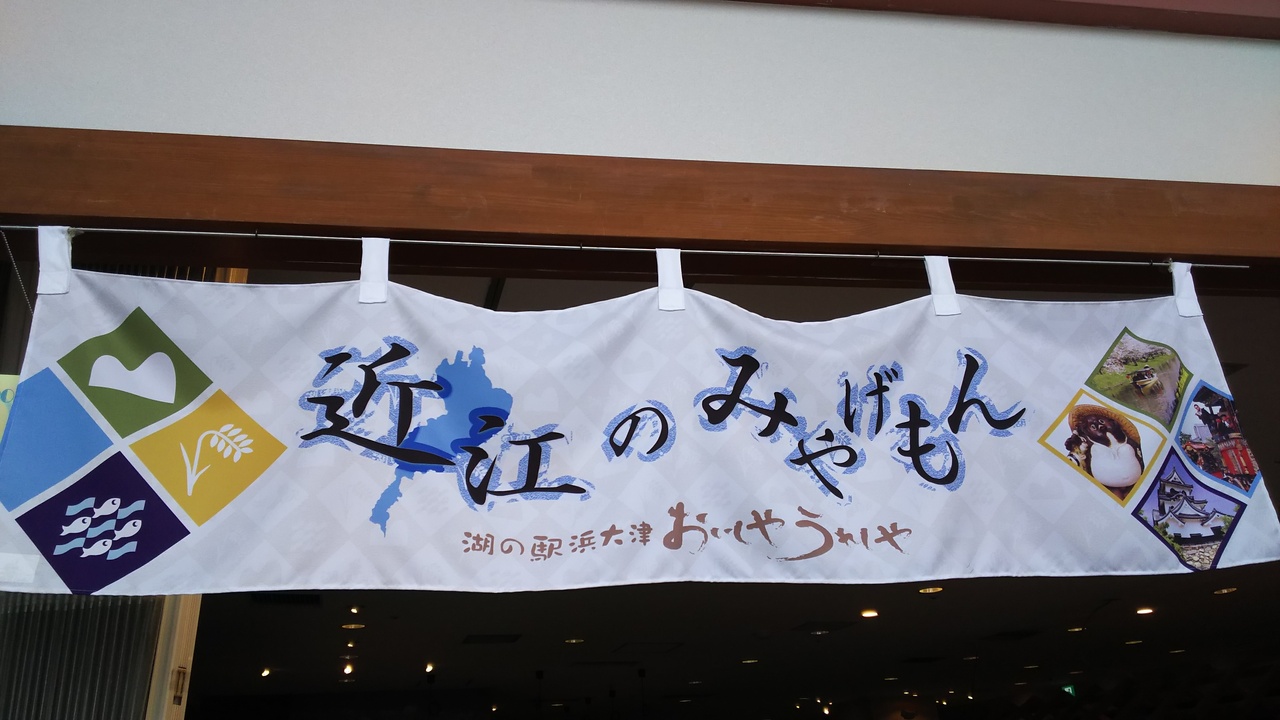 近江のみやげもん
湖の駅浜大津 おいしやうれしや